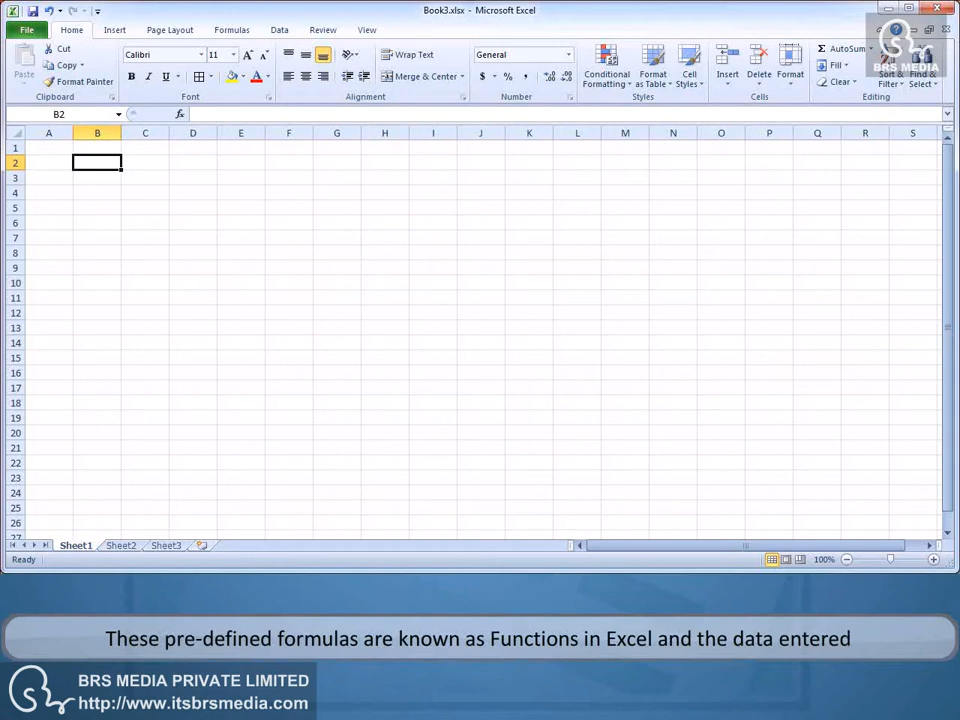 Book3.xlsx - Microsoft Excel
File Home Insert Page Layout Formulas Data Review View
Paste
Cut
Copy
Format Painter
Clipboard
Calibri 11
B I U A
Font
Wrap Text
Merge & Center
Alignment
General
$ % ,
Number
Conditional Formatting
Format as Table
Cell Styles
Styles
Insert Delete Format
Cells
AutoSum
Fill
Clear
Sort & Filter
Find & Select
Editing
BRS MEDIA
B2 fx
A B C D E F G H I J K L M N O P Q R S
1
2
3
4
5
6
7
8
9
10
11
12
13
14
15
16
17
18
19
20
21
22
23
24
25
26
27
Sheet1 Sheet2 Sheet3
Ready 100%
These pre-defined formulas are known as Functions in Excel and the data entered
BRS MEDIA PRIVATE LIMITED
http://www.itsbrsmedia.com